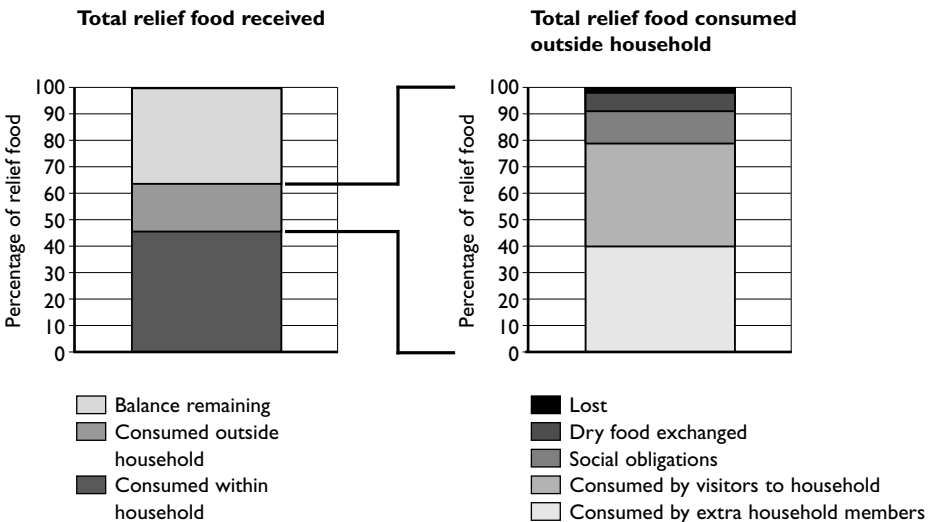 Total relief food received
Percentage of relief food
100
90
80
70
60
50
40
30
20
10
0
Balance remaining
Consumed outside
household
Consumed within
household
Total relief food consumed
outside household
Percentage of relief food
100
90
80
70
60
50
40
30
20
10
0
Lost
Dry food exchanged
Social obligations
Consumed by visitors to household
Consumed by extra household members